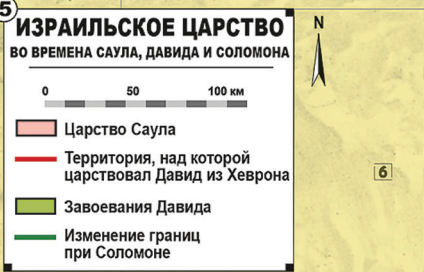 5
ИЗРАИЛЬСКОЕ ЦАРСТВО
ВО ВРЕМЕНА САУЛА, ДАВИДА И СОЛОМОНА
N
0 50 100 км
Царство Саула
Территория, над которой
царствовал Давид из Хеврона
6
Завоевания Давида
Изменение границ
при Соломоне